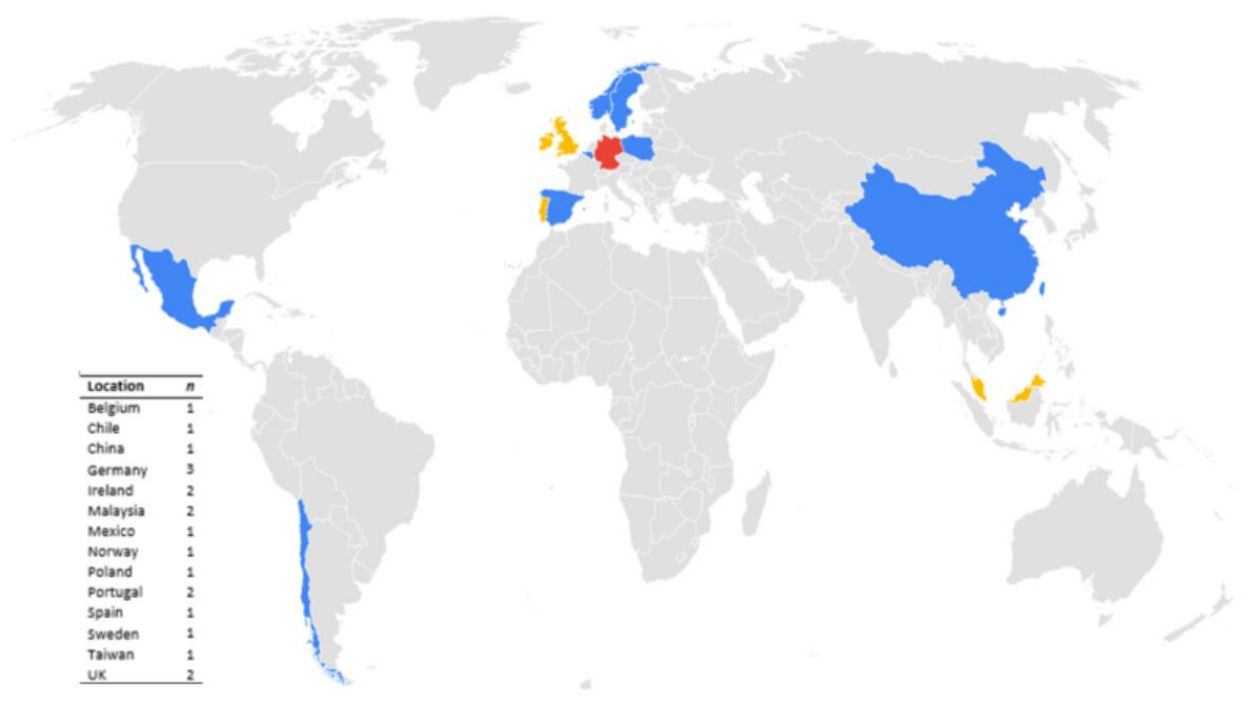 Location n
Belgium 1
Chile 1
China 1
Germany 3
Ireland 2
Malaysia 2
Mexico 1
Norway 1
Poland 1
Portugal 2
Spain 1
Sweden 1
Taiwan 1
UK 2